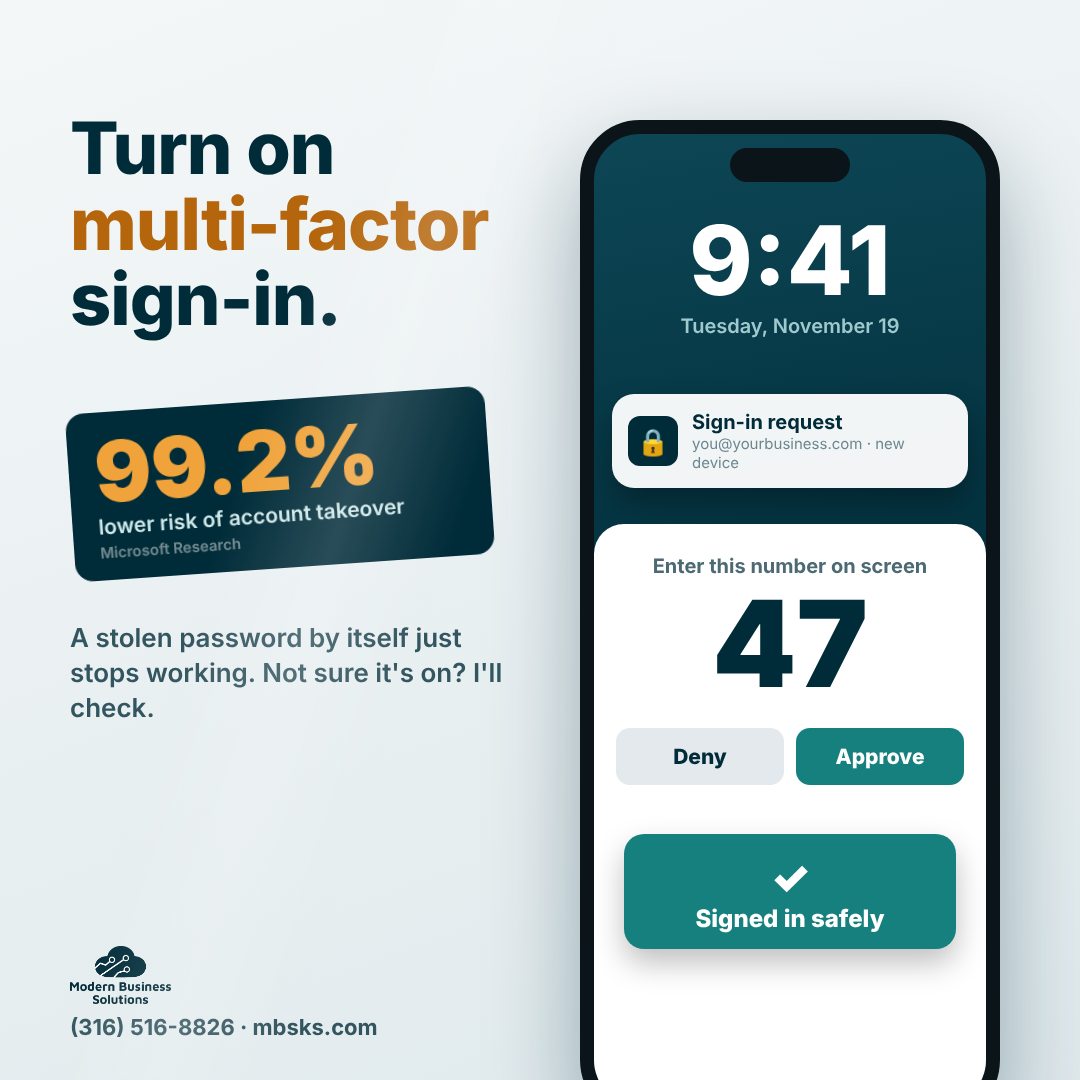 Turn on
multi-factor
sign-in.
99.2%
lower risk of account takeover
Microsoft Research
A stolen password by itself just
stops working. Not sure it's on? I'll
check.
Modern Business
Solutions
(316) 516-8826 · mbsks.com
9:41
Tuesday, November 19
Sign-in request
you@yourbusiness.com · new
device
Enter this number on screen
47
Deny
Approve
Signed in safely